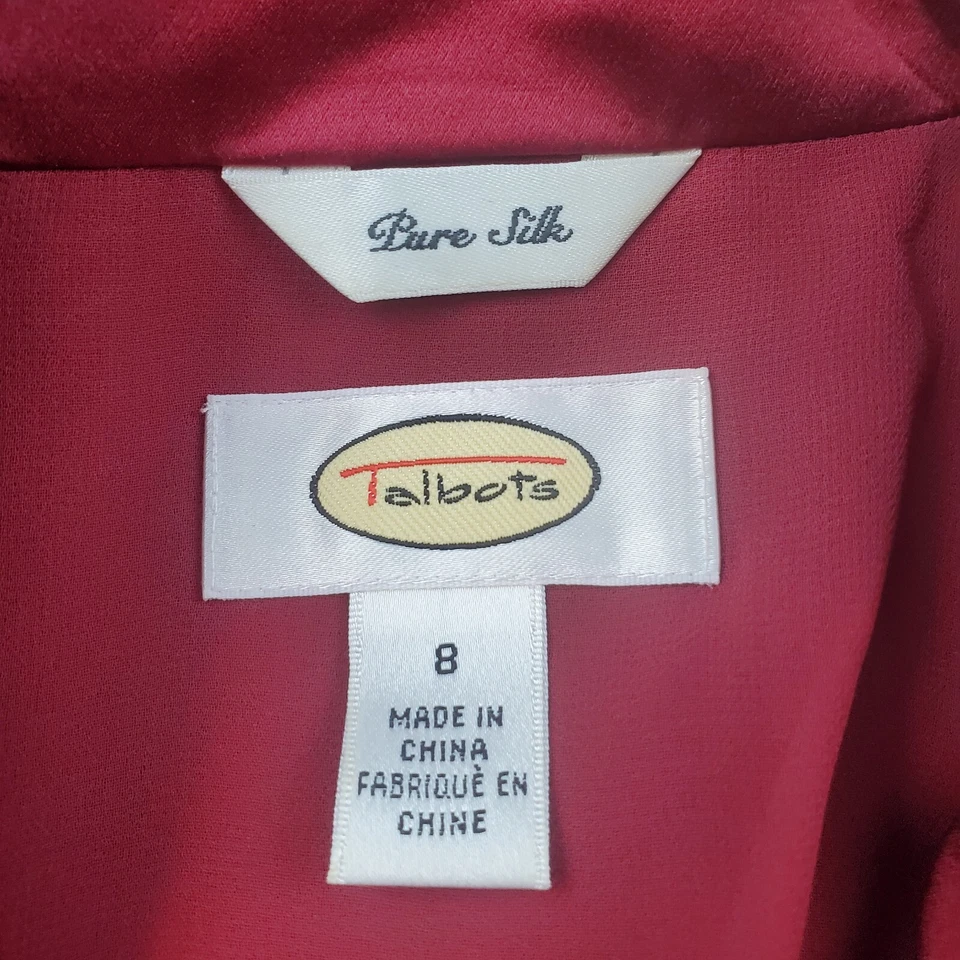 Pure Silk
Talbots
8
MADE IN
CHINA
FABRIQUÈ EN
CHINE